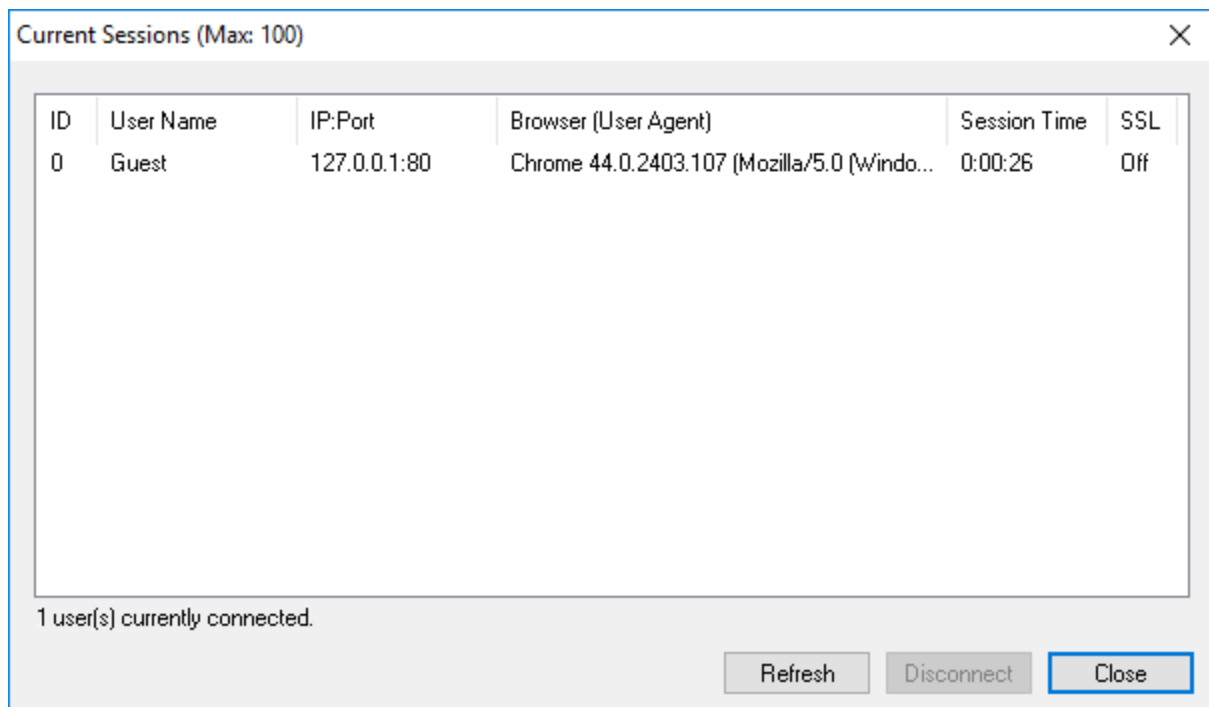 Current Sessions (Max: 100)
ID User Name IP:Port Browser (User Agent) Session Time SSL
0 Guest 127.0.0.1:80 Chrome 44.0.2403.107 (Mozilla/5.0 (Windo... 0:00:26 Off
1 user(s) currently connected.
Refresh Disconnect Close